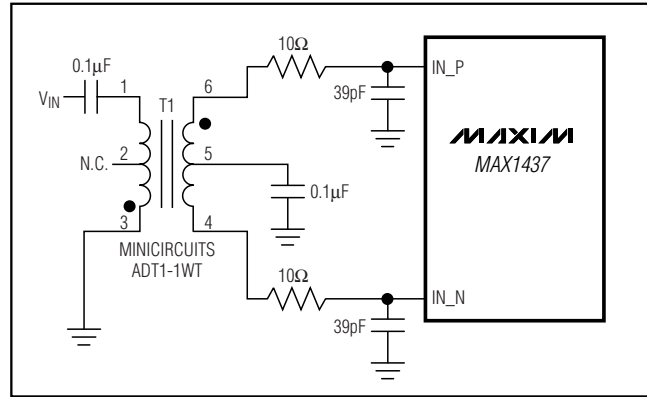 0.1µF
1
V_IN
T1
6
10Ω
39pF
IN_P
MAXIM
MAX1437
N.C.
2
5
0.1µF
3
4
MINICIRCUITS
ADT1-1WT
10Ω
39pF
IN_N